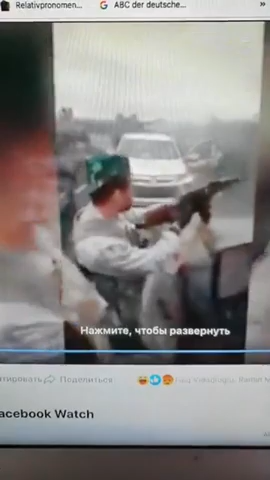 Relativpronomen...
ABC der deutsche...
»
Нажмите, чтобы развернуть
Поделиться
acebook Watch